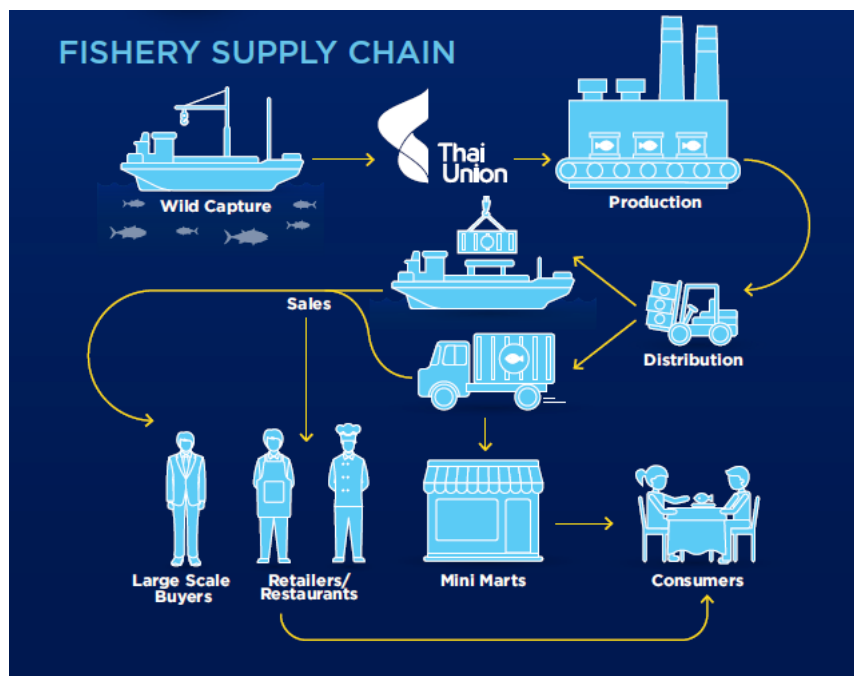 FISHERY SUPPLY CHAIN
Thai
Union
Wild Capture
Production
Sales
Distribution
Large Scale
Buyers
Retailers/
Restaurants
Mini Marts
Consumers